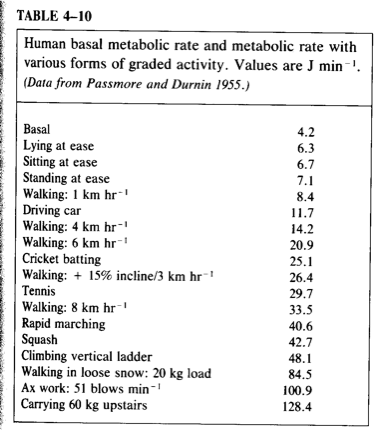 TABLE 4–10
Human basal metabolic rate and metabolic rate with
various forms of graded activity. Values are J min⁻¹.
(Data from Passmore and Durnin 1955.)
Basal 4.2
Lying at ease 6.3
Sitting at ease 6.7
Standing at ease 7.1
Walking: 1 km hr⁻¹ 8.4
Driving car 11.7
Walking: 4 km hr⁻¹ 14.2
Walking: 6 km hr⁻¹ 20.9
Cricket batting 25.1
Walking: + 15% incline/3 km hr⁻¹ 26.4
Tennis 29.7
Walking: 8 km hr⁻¹ 33.5
Rapid marching 40.6
Squash 42.7
Climbing vertical ladder 48.1
Walking in loose snow: 20 kg load 84.5
Ax work: 51 blows min⁻¹ 100.9
Carrying 60 kg upstairs 128.4